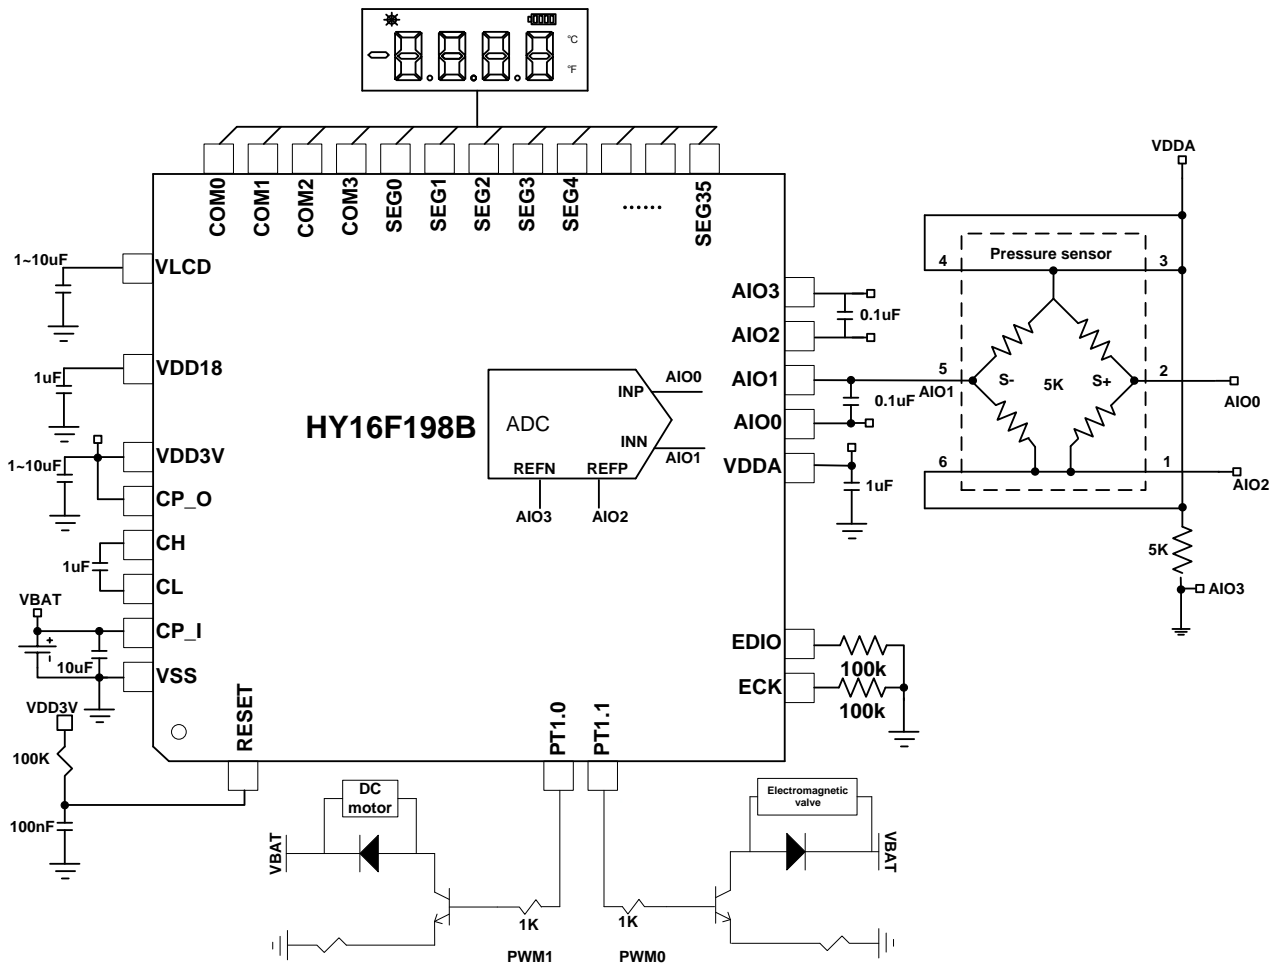 °C
°F
COM0
COM1
COM2
COM3
SEG0
SEG1
SEG2
SEG3
SEG4
......
SEG35
VDDA
1~10uF
VLCD
1uF
VDD18
1~10uF
VDD3V
CP_O
CH
1uF
CL
VBAT
CP_I
+
-
10uF
VSS
VDD3V
100K
100nF
RESET
HY16F198B
ADC
INP
AIO0
INN
AIO1
REFN
REFP
AIO3
AIO2
AIO3
0.1uF
AIO2
AIO1
0.1uF
AIO0
VDDA
1uF
Pressure sensor
4
3
5
AIO1
S-
5K
S+
2
AIO0
6
1
AIO2
5K
AIO3
EDIO
100k
ECK
100k
PT1.0
PT1.1
DC
motor
VBAT
1K
PWM1
Electromagnetic
valve
VBAT
1K
PWM0